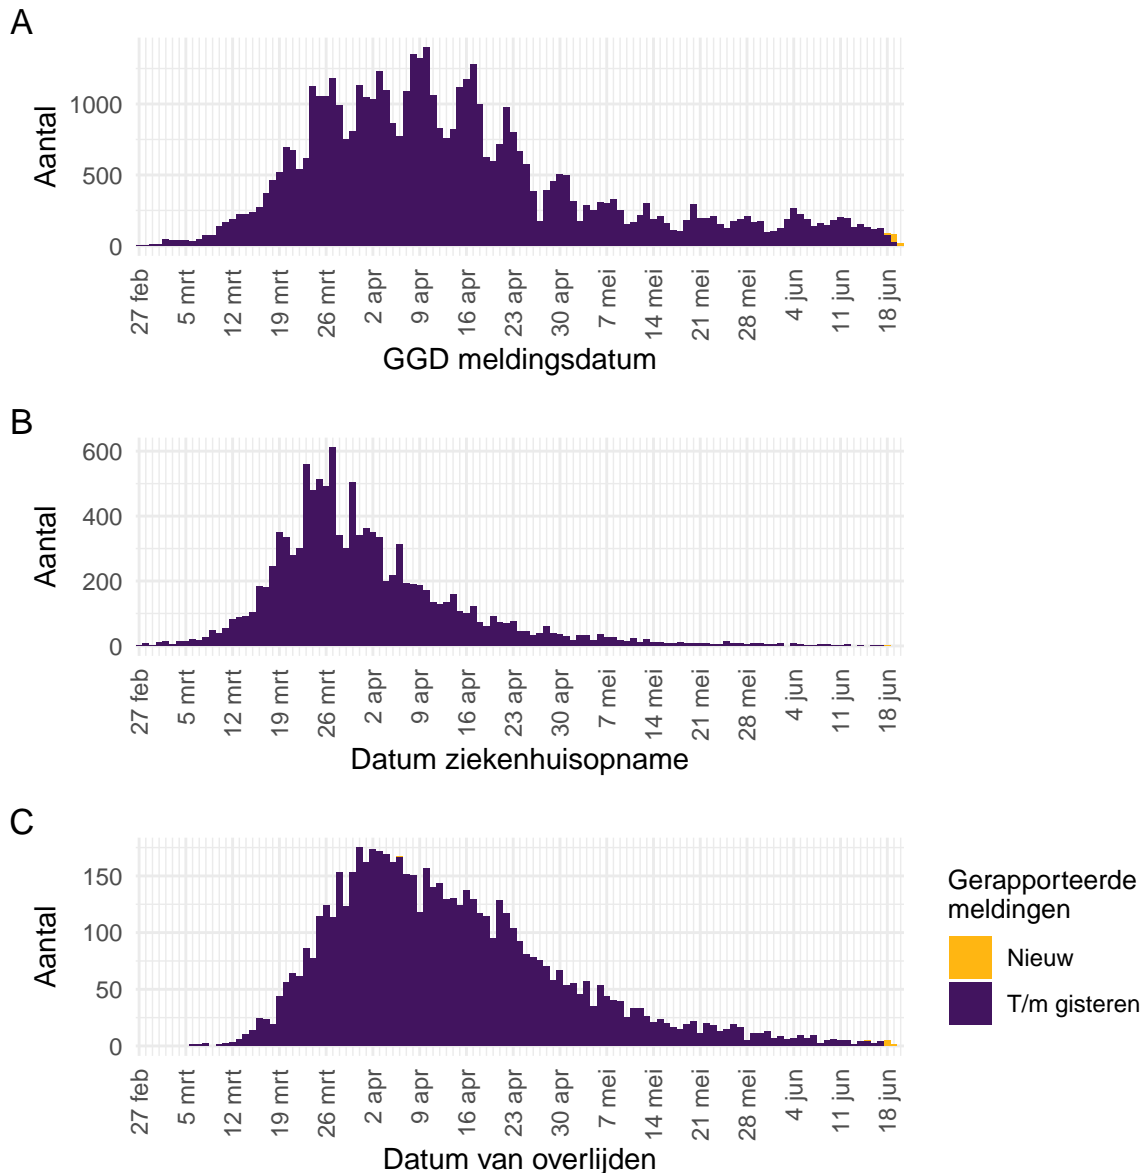 A
Aantal
1000
500
0
27 feb
5 mrt
12 mrt
19 mrt
26 mrt
2 apr
9 apr
16 apr
23 apr
30 apr
7 mei
14 mei
21 mei
28 mei
4 jun
11 jun
18 jun
GGD meldingsdatum
B
Aantal
600
400
200
0
27 feb
5 mrt
12 mrt
19 mrt
26 mrt
2 apr
9 apr
16 apr
23 apr
30 apr
7 mei
14 mei
21 mei
28 mei
4 jun
11 jun
18 jun
Datum ziekenhuisopname
C
Aantal
150
100
50
0
27 feb
5 mrt
12 mrt
19 mrt
26 mrt
2 apr
9 apr
16 apr
23 apr
30 apr
7 mei
14 mei
21 mei
28 mei
4 jun
11 jun
18 jun
Datum van overlijden
Gerapporteerde
meldingen
Nieuw
T/m gisteren